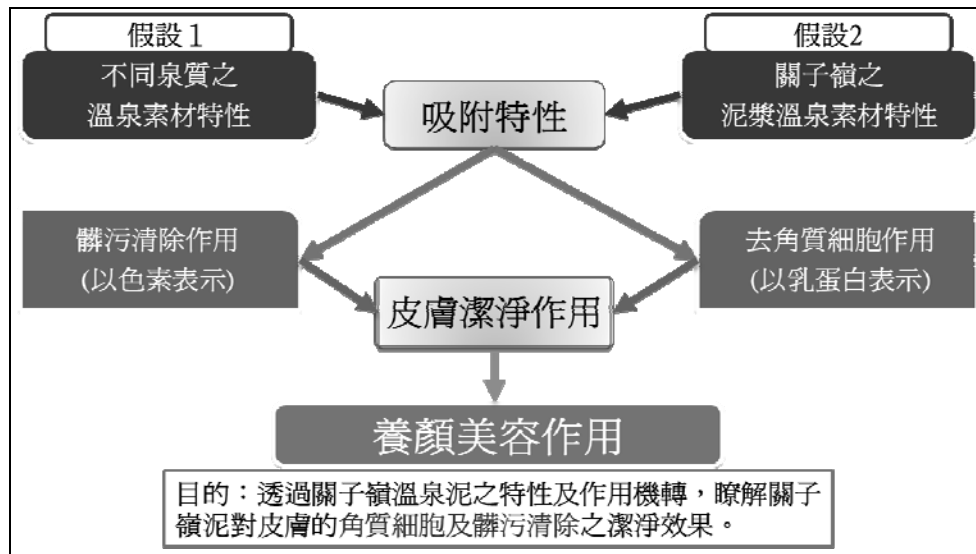 假設1
不同泉質之
溫泉素材特性
假設2
關子嶺之
泥漿溫泉素材特性
吸附特性
髒污清除作用
(以色素表示)
去角質細胞作用
(以乳蛋白表示)
皮膚潔淨作用
養顏美容作用
目的：透過關子嶺溫泉泥之特性及作用機轉，瞭解關子
嶺泥對皮膚的角質細胞及髒污清除之潔淨效果。